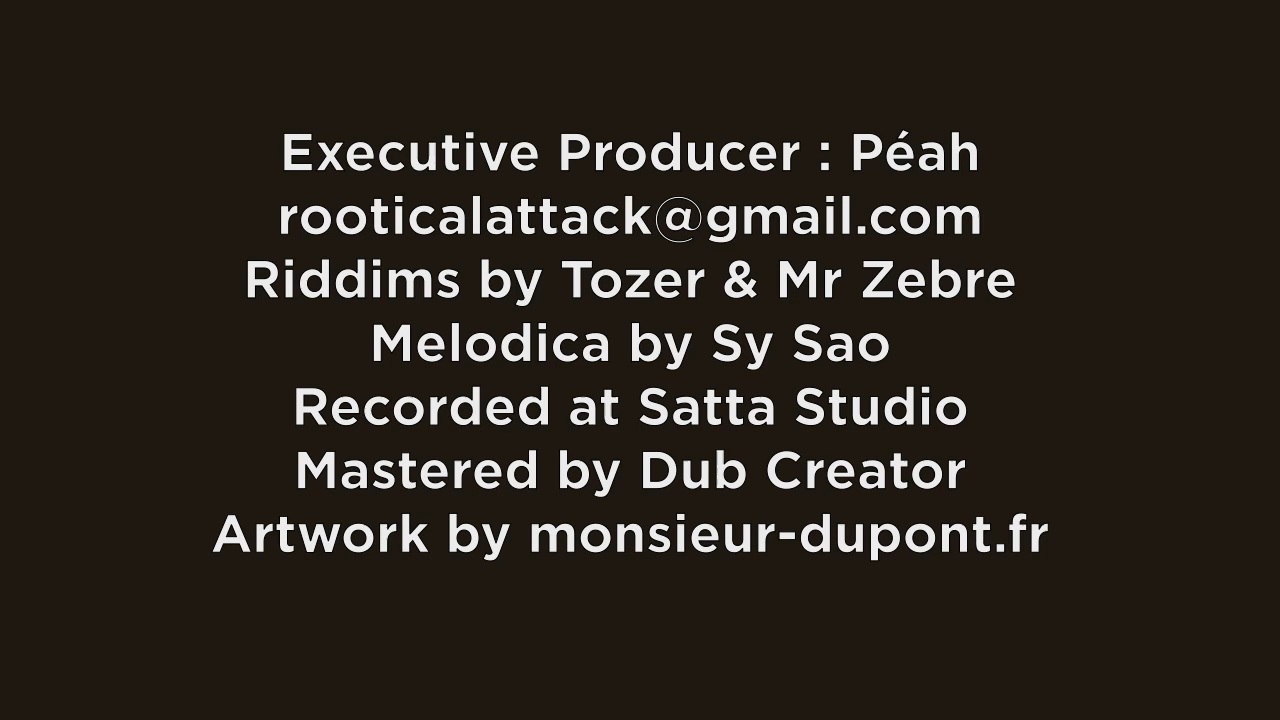 Executive Producer : Péah
rooticalattack@gmail.com
Riddims by Tozer & Mr Zebre
Melodica by Sy Sao
Recorded at Satta Studio
Mastered by Dub Creator
Artwork by monsieur-dupont.fr